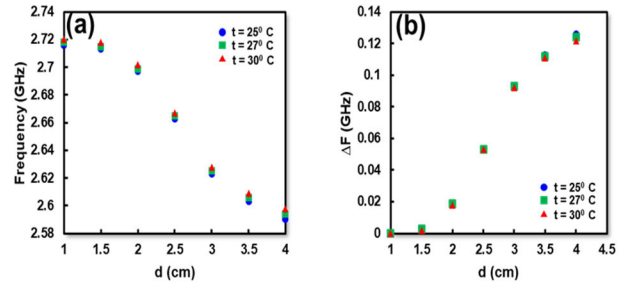 (a)
t = 25⁰ C
t = 27⁰ C
t = 30⁰ C
2.74
2.72
2.7
2.68
2.66
2.64
2.62
2.6
2.58
Frequency (GHz)
1 1.5 2 2.5 3 3.5 4
d (cm)
(b)
0.14
0.12
0.1
0.08
0.06
0.04
0.02
0
ΔF (GHz)
t = 25⁰ C
t = 27⁰ C
t = 30⁰ C
1 1.5 2 2.5 3 3.5 4 4.5
d (cm)